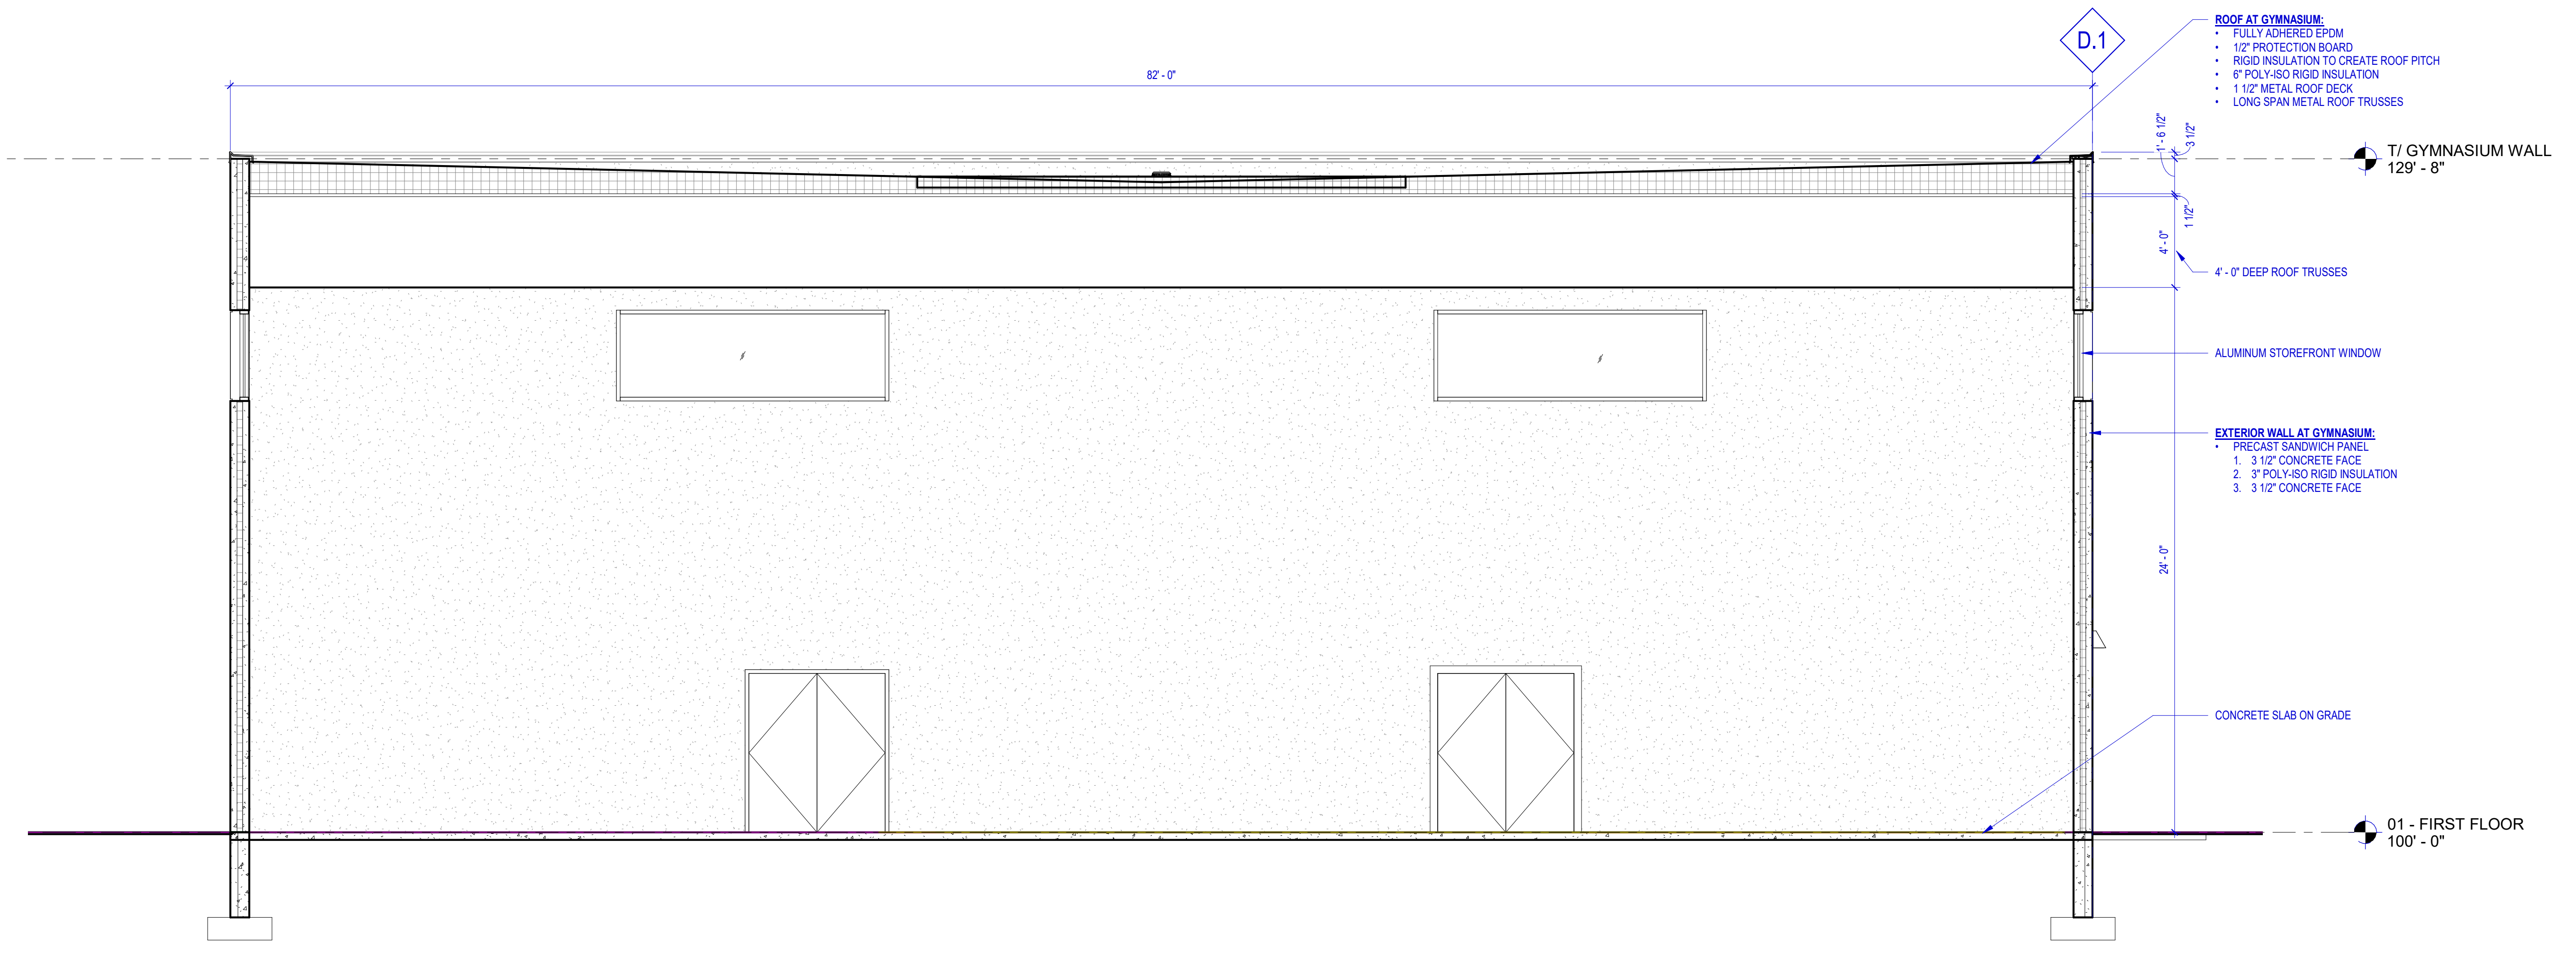 D.1
82' - 0"
ROOF AT GYMNASIUM:
• FULLY ADHERED EPDM
• 1/2" PROTECTION BOARD
• RIGID INSULATION TO CREATE ROOF PITCH
• 6" POLY-ISO RIGID INSULATION
• 1 1/2" METAL ROOF DECK
• LONG SPAN METAL ROOF TRUSSES
1' - 6 1/2"
3 1/2"
T/ GYMNASIUM WALL
129' - 8"
1 1/2"
4' - 0"
4' - 0" DEEP ROOF TRUSSES
ALUMINUM STOREFRONT WINDOW
EXTERIOR WALL AT GYMNASIUM:
• PRECAST SANDWICH PANEL
1. 3 1/2" CONCRETE FACE
2. 3" POLY-ISO RIGID INSULATION
3. 3 1/2" CONCRETE FACE
24' - 0"
CONCRETE SLAB ON GRADE
01 - FIRST FLOOR
100' - 0"